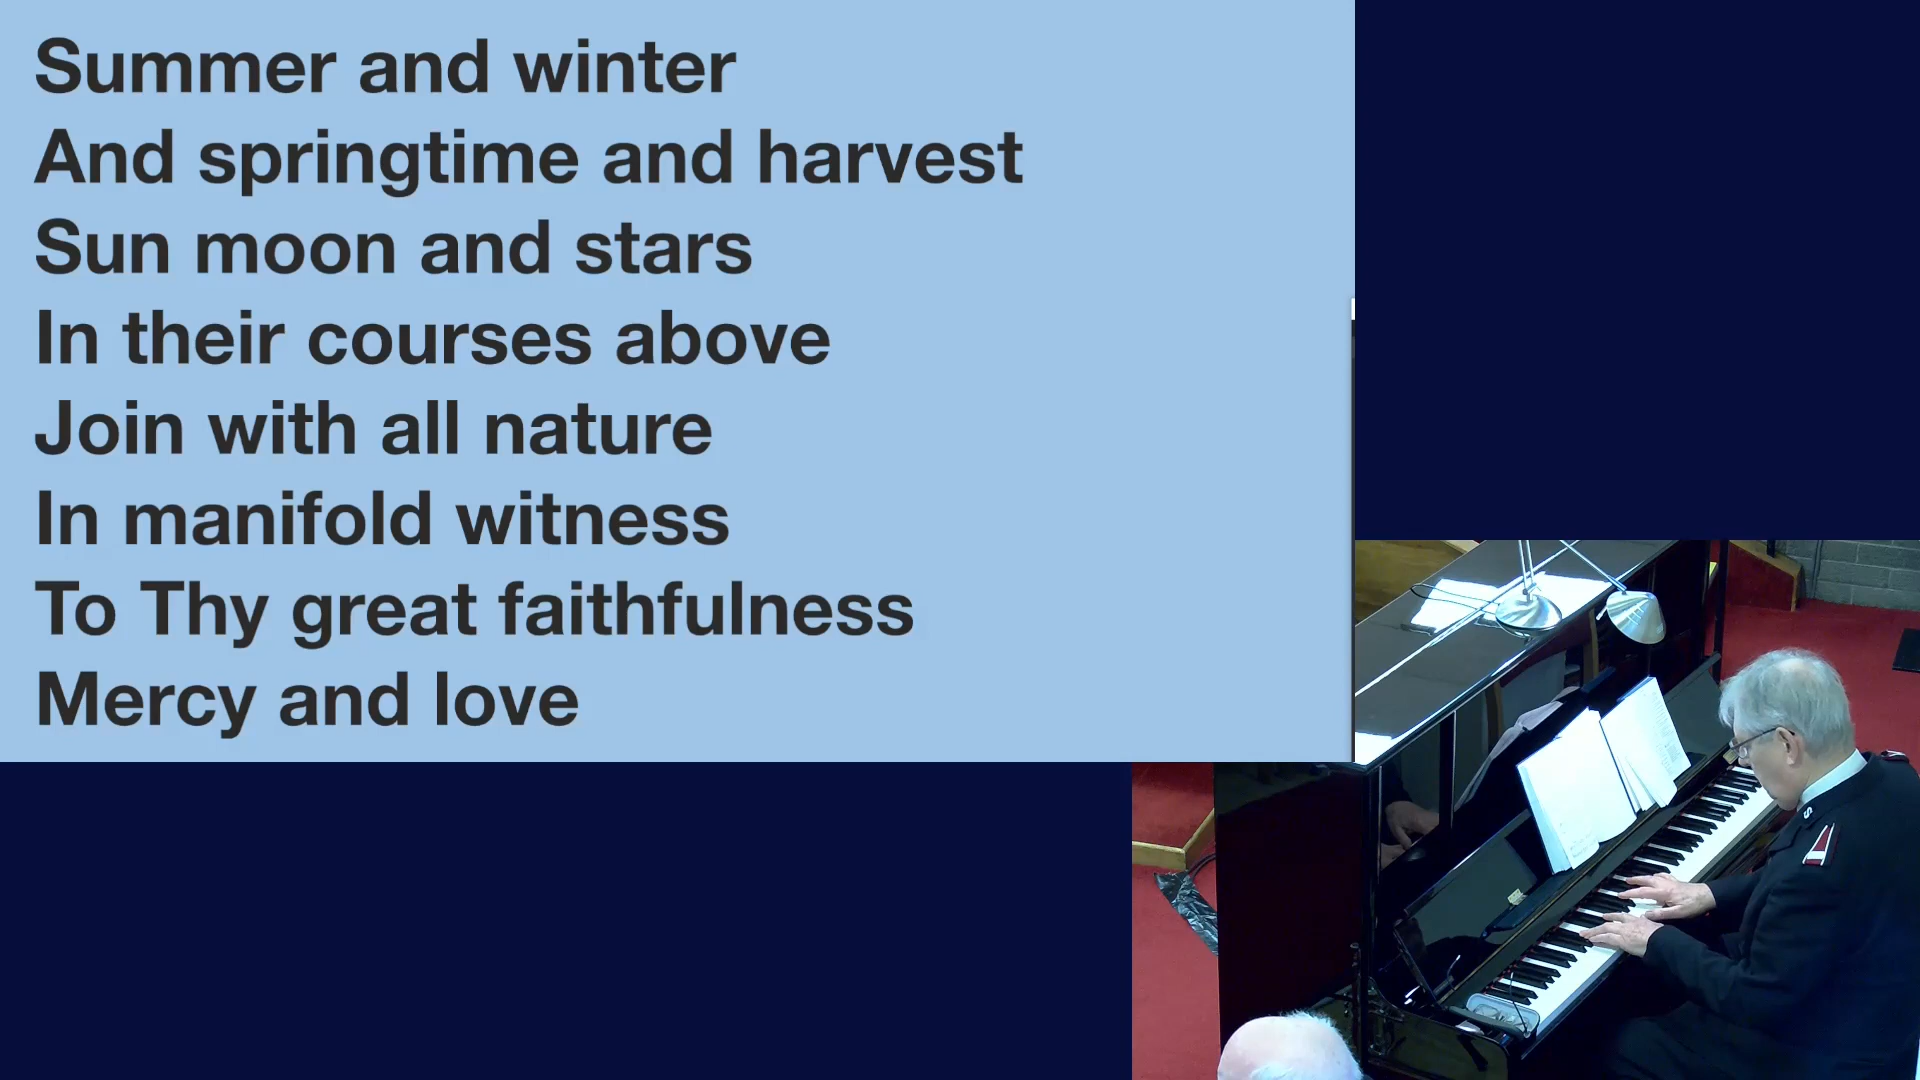 Summer and winter
And springtime and harvest
Sun moon and stars
In their courses above
Join with all nature
In manifold witness
To Thy great faithfulness
Mercy and love
S